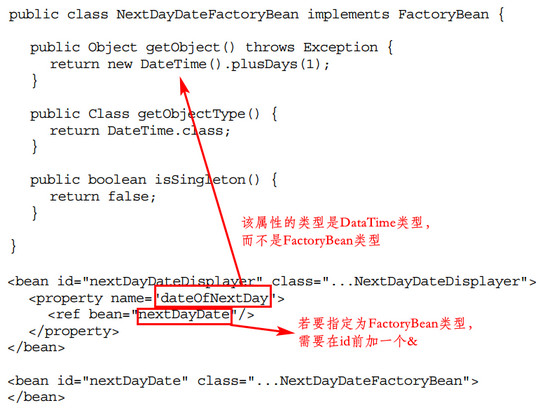 public class NextDayDateFactoryBean implements FactoryBean {
public Object getObject() throws Exception {
return new DateTime().plusDays(1);
}
public Class getObjectType() {
return DateTime.class;
}
public boolean isSingleton() {
return false;
}
该属性的类型是DataTime类型，
而不是FactoryBean类型
}
<bean id="nextDayDateDisplayer" class="...NextDayDateDisplayer">
<property name="dateOfNextDay">
<ref bean="nextDayDate"/>
</property>
</bean>
若要指定为FactoryBean类型，
需要在id前加一个&
<bean id="nextDayDate" class="...NextDayDateFactoryBean">
</bean>